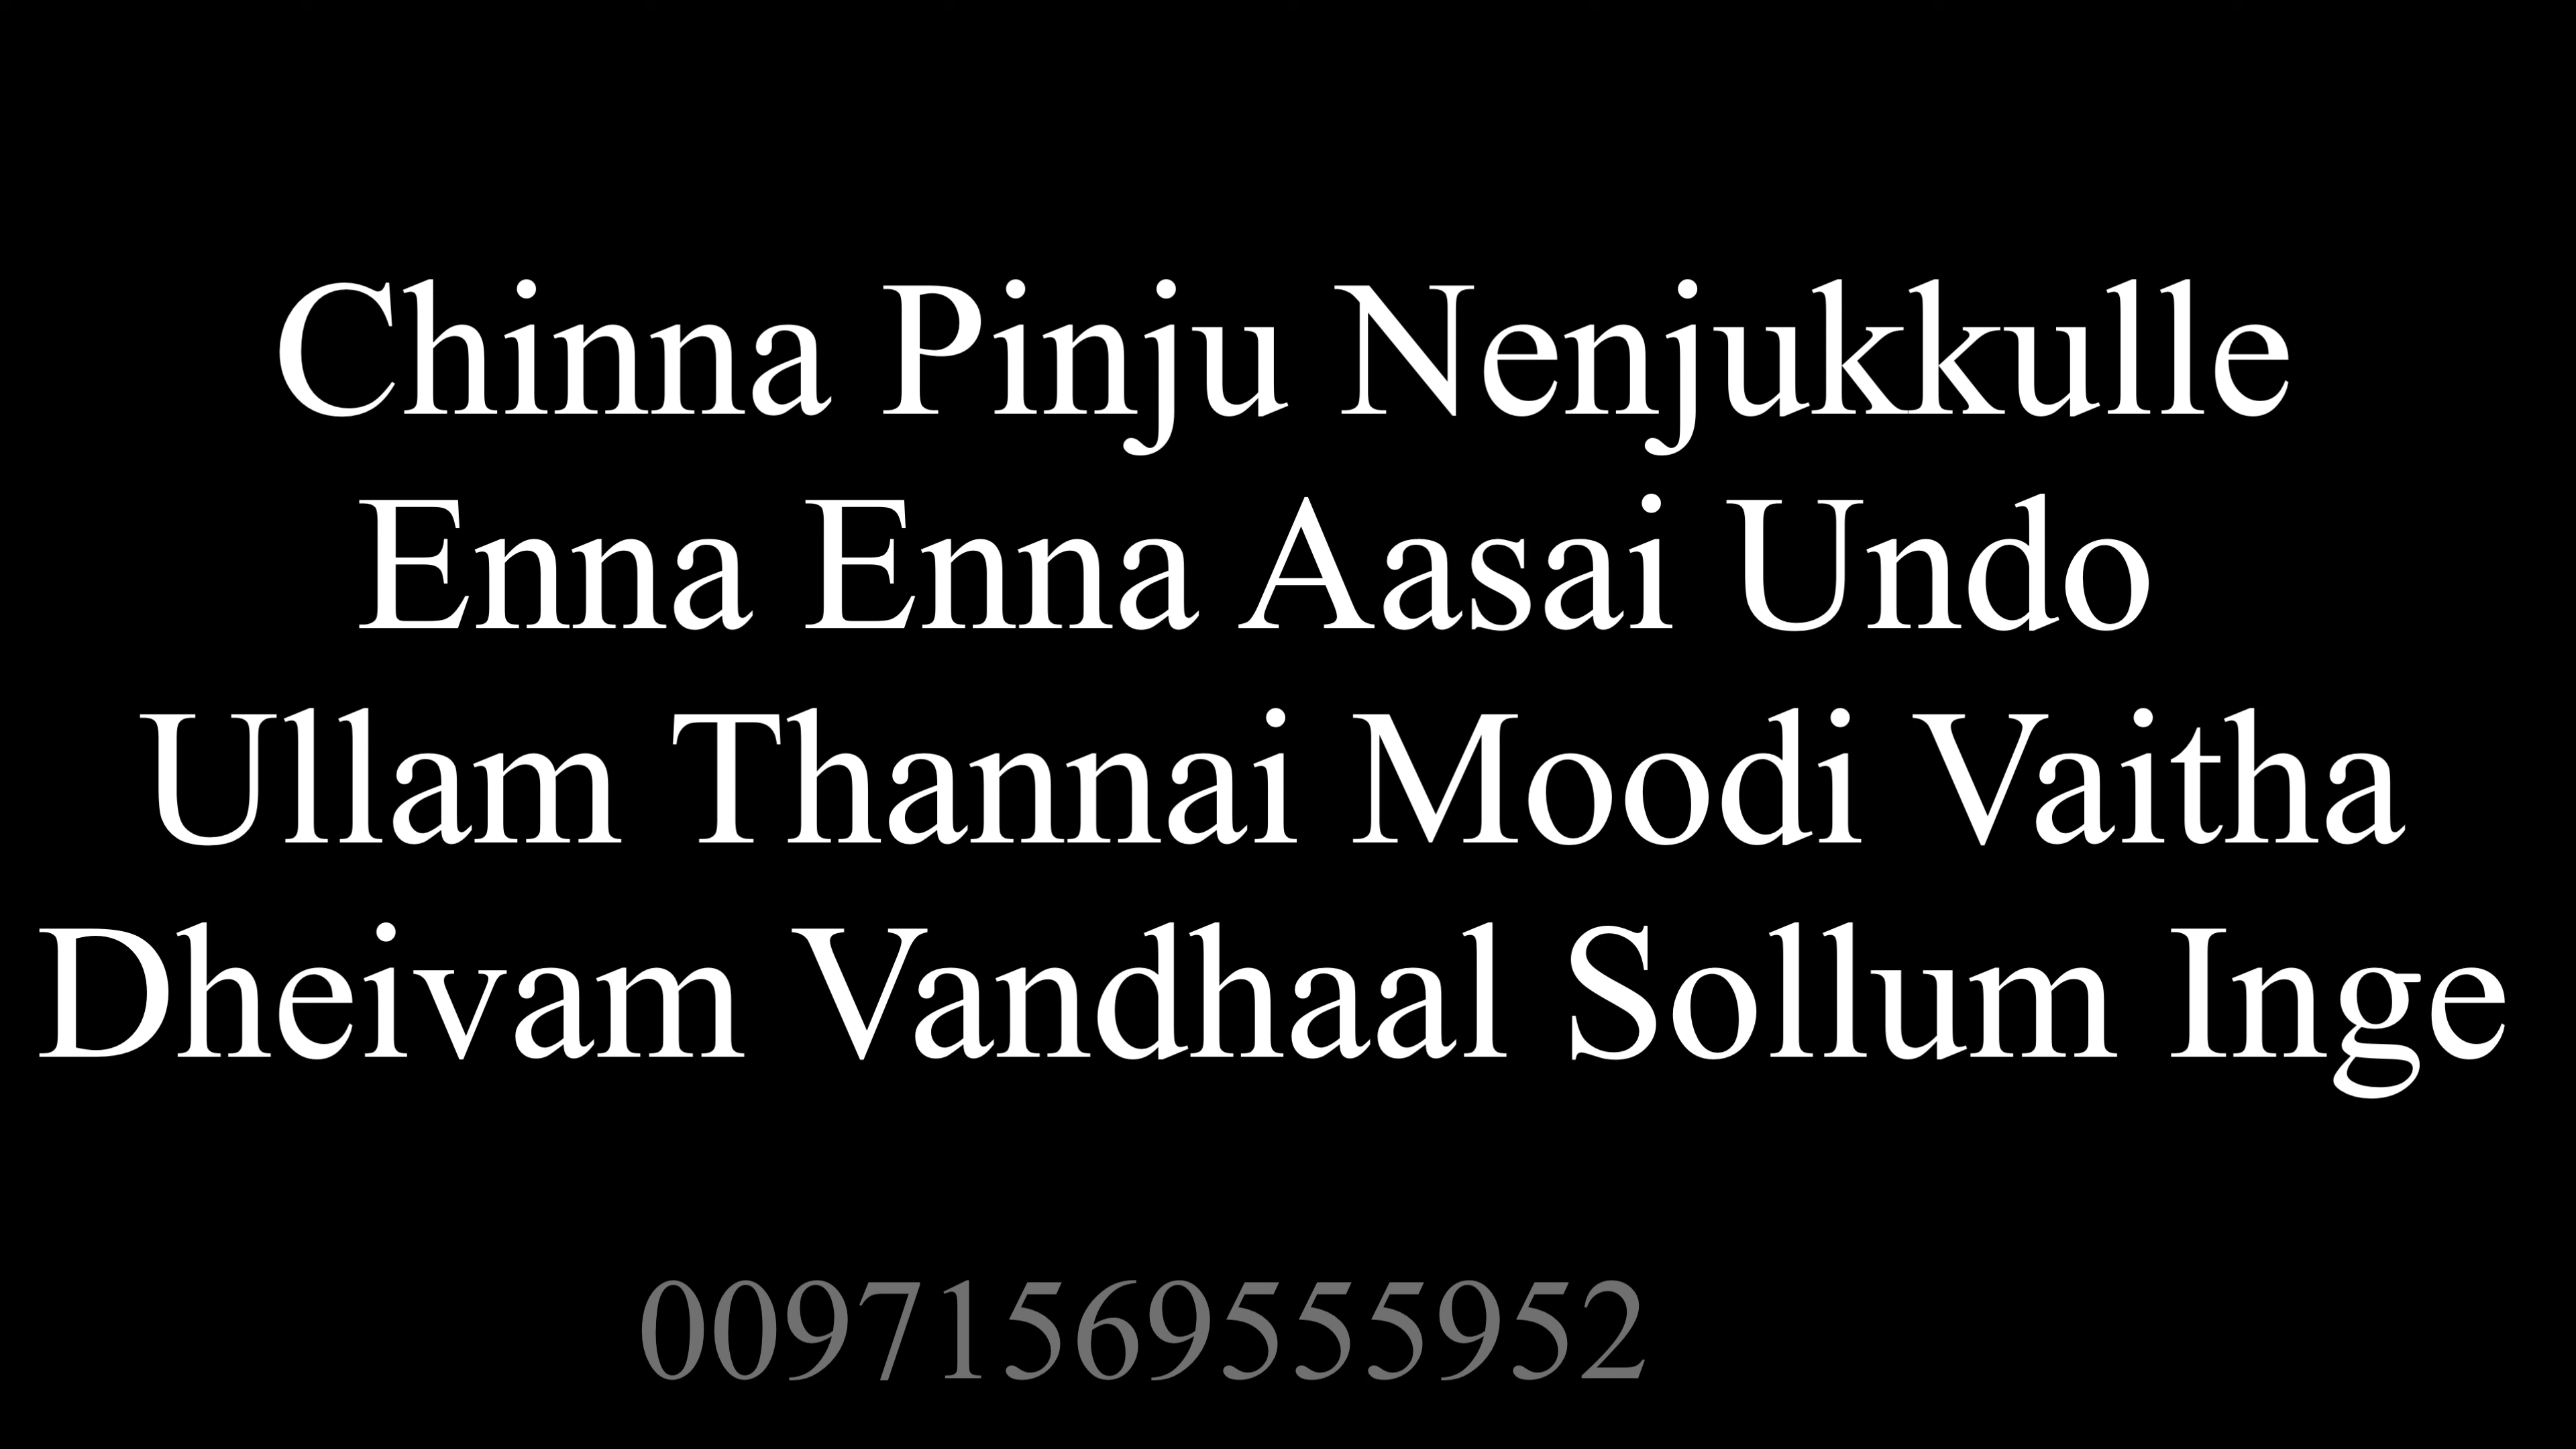 Chinna Pinju Nenjukkulle
Enna Enna Aasai Undo
Ullam Thannai Moodi Vaitha
Dheivam Vandhaal Sollum Inge
00971569555952